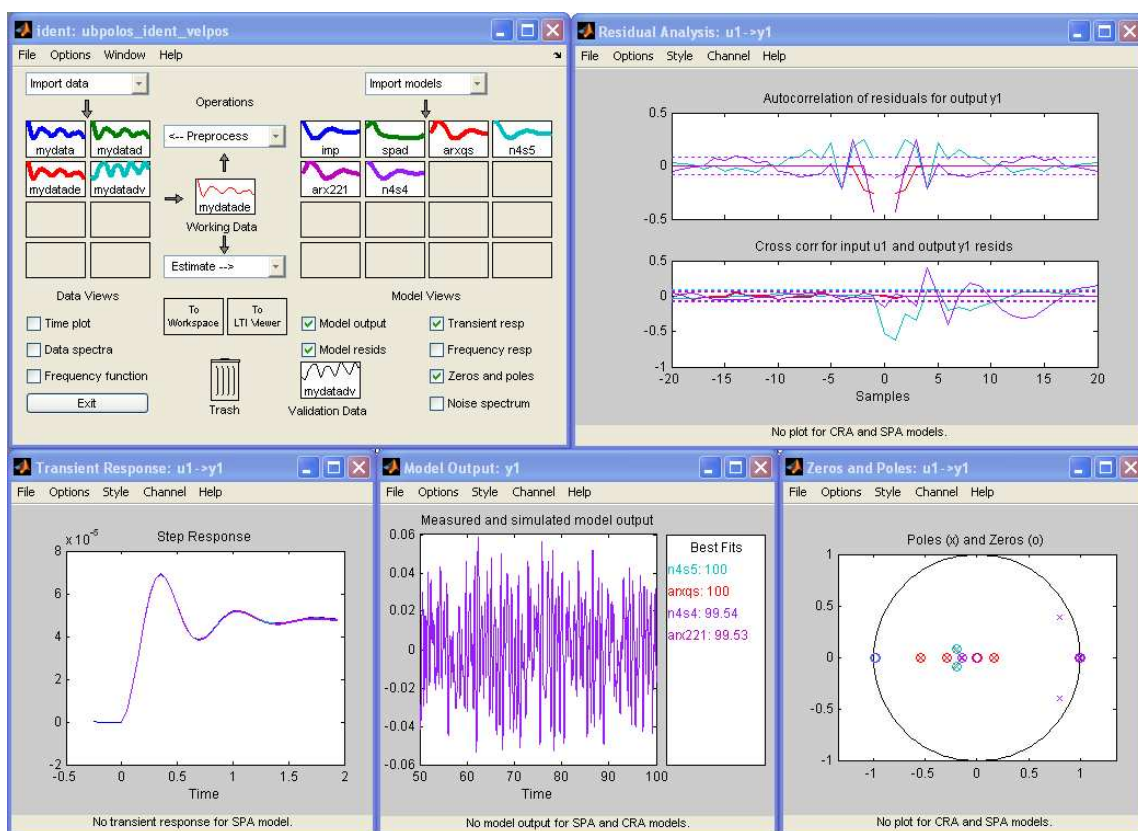 ident: ubpolos_ident_velpos
File Options Window Help
Import data
Operations
Import models
mydata
mydatad
<-- Preprocess
imp
spad
arxqs
n4s5
mydatade
mydatadv
mydatade
arx221
n4s4
Working Data
Estimate -->
Data Views
To Workspace
To LTI Viewer
Model Views
Time plot
Model output
Transient resp
Data spectra
Model resids
Frequency resp
Frequency function
mydatadv
Zeros and poles
Exit
Trash
Validation Data
Noise spectrum
Residual Analysis: u1->y1
File Options Style Channel Help
Autocorrelation of residuals for output y1
0.5
0
-0.5
Cross corr for input u1 and output y1 resids
0.5
0
-0.5
-1
-20 -15 -10 -5 0 5 10 15 20
Samples
No plot for CRA and SPA models.
Transient Response: u1->y1
File Options Style Channel Help
x 10^-5
Step Response
8
6
4
2
0
-2
-0.5 0 0.5 1 1.5 2
Time
No transient response for SPA model.
Model Output: y1
File Options Style Channel Help
Measured and simulated model output
0.06
0.04
0.02
0
-0.02
-0.04
-0.06
50 60 70 80 90 100
Time
Best Fits
n4s5: 100
arxqs: 100
n4s4: 99.54
arx221: 99.53
No model output for SPA and CRA models.
Zeros and Poles: u1->y1
File Options Style Channel Help
Poles (x) and Zeros (o)
1
0.5
0
-0.5
-1
-1 -0.5 0 0.5 1
No plot for CRA and SPA models.